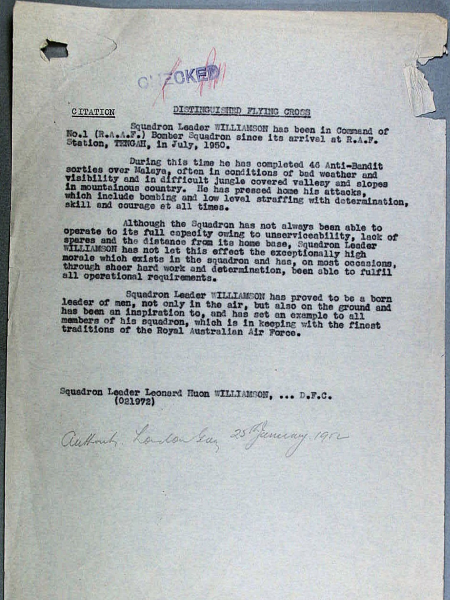 CHECKED
CITATION DISTINGUISHED FLYING CROSS
Squadron Leader WILLIAMSON has been in Command of
No.1 (R.A.A.F.) Bomber Squadron since its arrival at R.A.F.
Station, TENGAH, in July, 1950.
During this time he has completed 46 Anti-Bandit
sorties over Malaya, often in conditions of bad weather and
visibility and in difficult jungle covered valleys and slopes
in mountainous country. He has pressed home his attacks,
which include bombing and low level straffing with determination,
skill and courage at all times.
Although the Squadron has not always been able to
operate to its full capacity owing to unserviceability, lack of
spares and the distance from its home base, Squadron Leader
WILLIAMSON has not let this effect the exceptionally high
morale which exists in the squadron and has, on most occasions,
through sheer hard work and determination, been able to fulfil
all operational requirements.
Squadron Leader WILLIAMSON has proved to be a born
leader of men, not only in the air, but also on the ground and
has been an inspiration to, and has set an example to all
members of his squadron, which is in keeping with the finest
traditions of the Royal Australian Air Force.
Squadron Leader Leonard Huon WILLIAMSON, ... D.F.C.
(021972)
London Gaz 25th January 1952